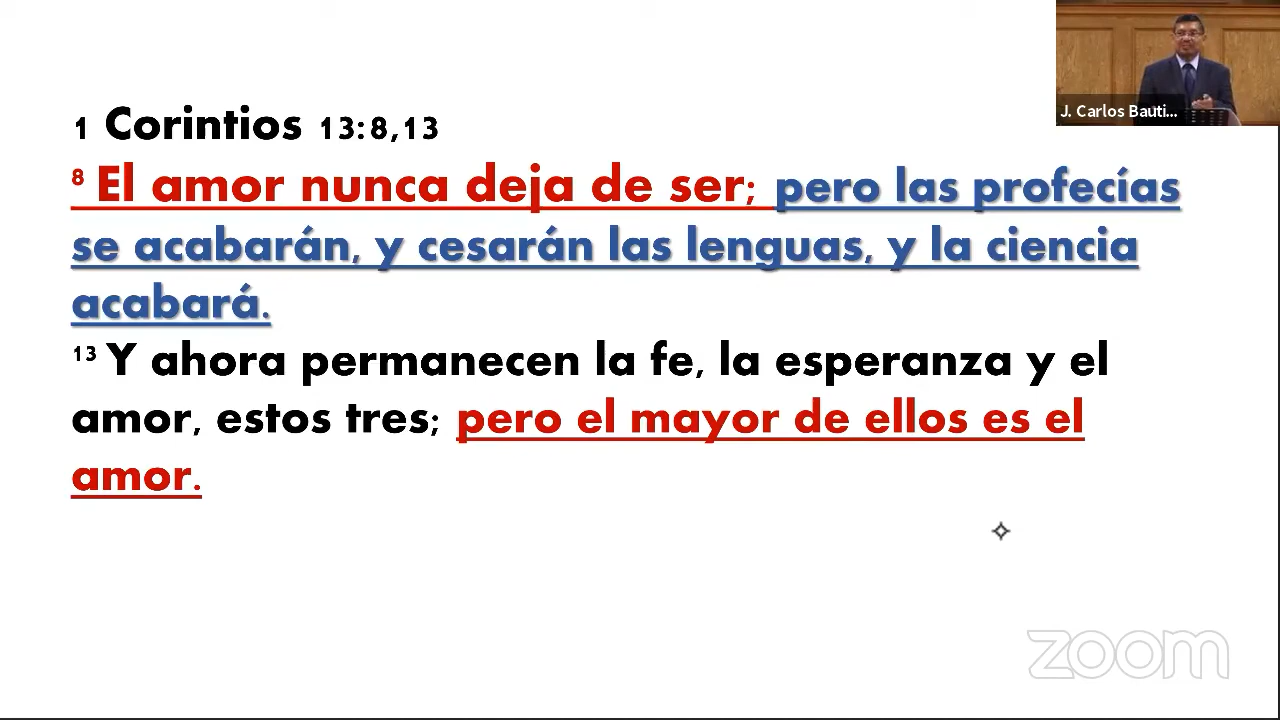 J. Carlos Bauti...
1 Corintios 13:8,13
8 El amor nunca deja de ser; pero las profecías
se acabarán, y cesarán las lenguas, y la ciencia
acabará.
13 Y ahora permanecen la fe, la esperanza y el
amor, estos tres; pero el mayor de ellos es el
amor.
zoom